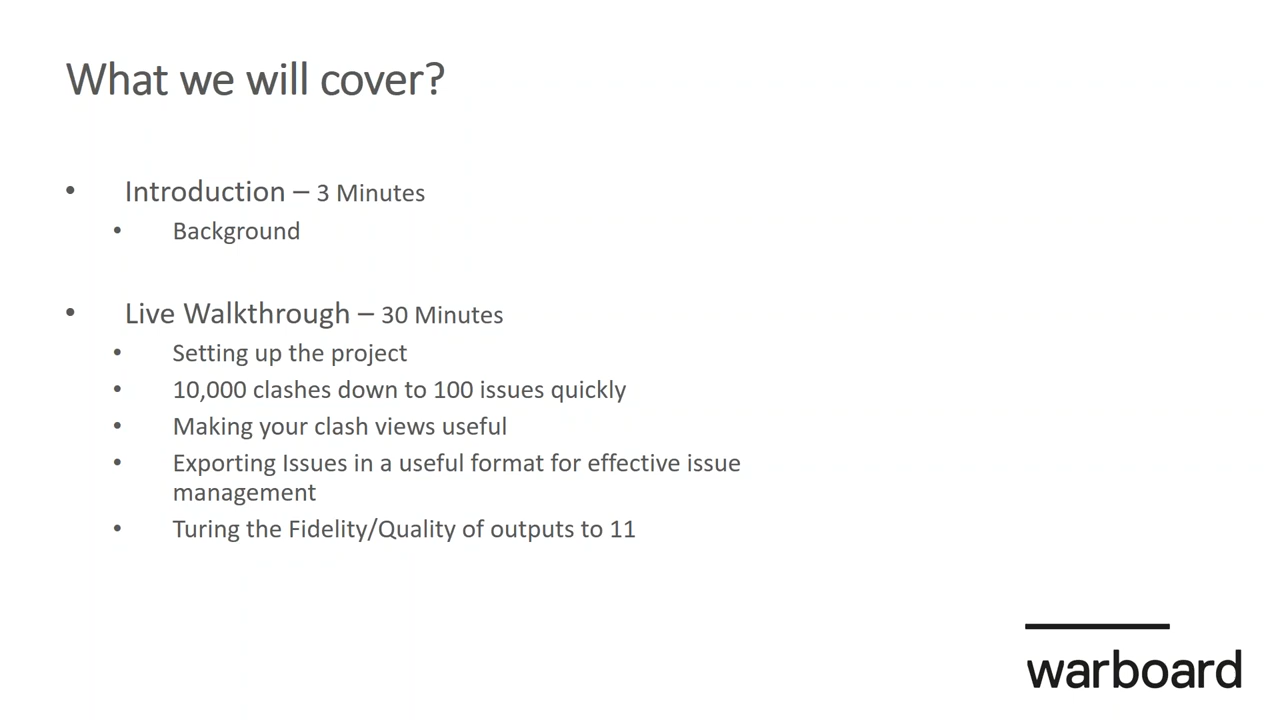 What we will cover?
• Introduction – 3 Minutes
• Background
• Live Walkthrough – 30 Minutes
• Setting up the project
• 10,000 clashes down to 100 issues quickly
• Making your clash views useful
• Exporting Issues in a useful format for effective issue
management
• Turing the Fidelity/Quality of outputs to 11
warboard